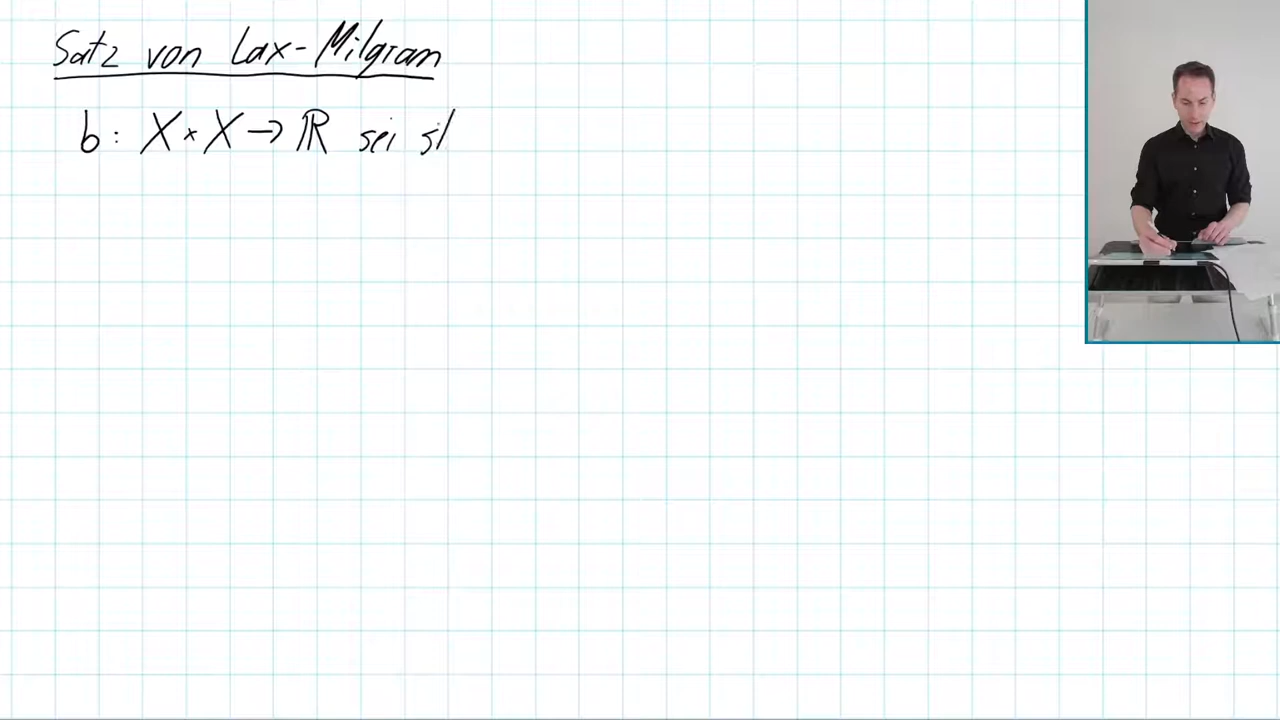 Satz von Lax-Milgram
b: X × X → ℝ sei